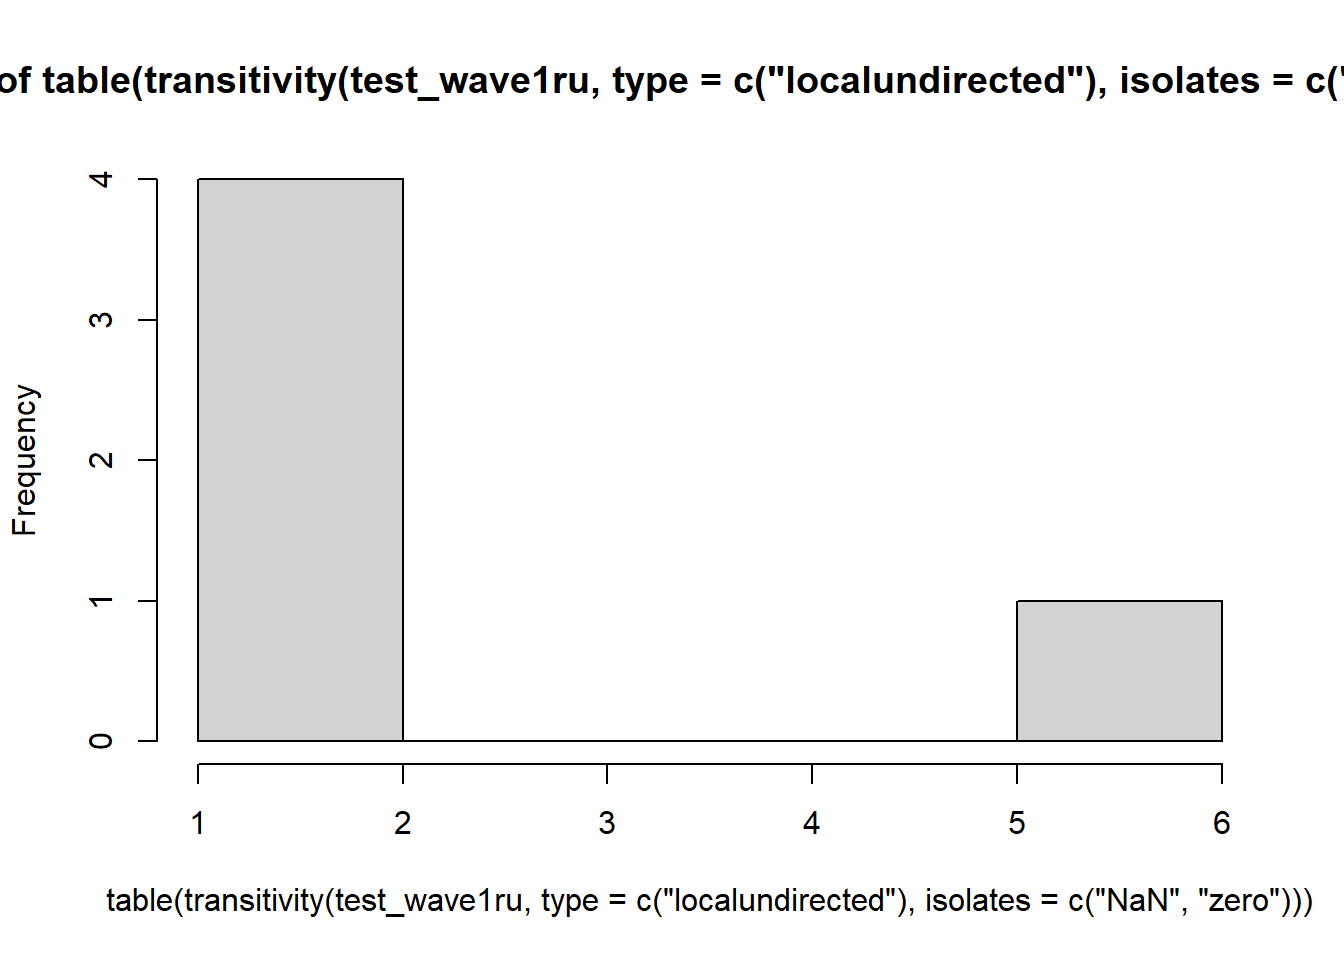 of table(transitivity(test_wave1ru, type = c("localundirected"), isolates = c("
Frequency
4
3
2
1
0
1 2 3 4 5 6
table(transitivity(test_wave1ru, type = c("localundirected"), isolates = c("NaN", "zero")))